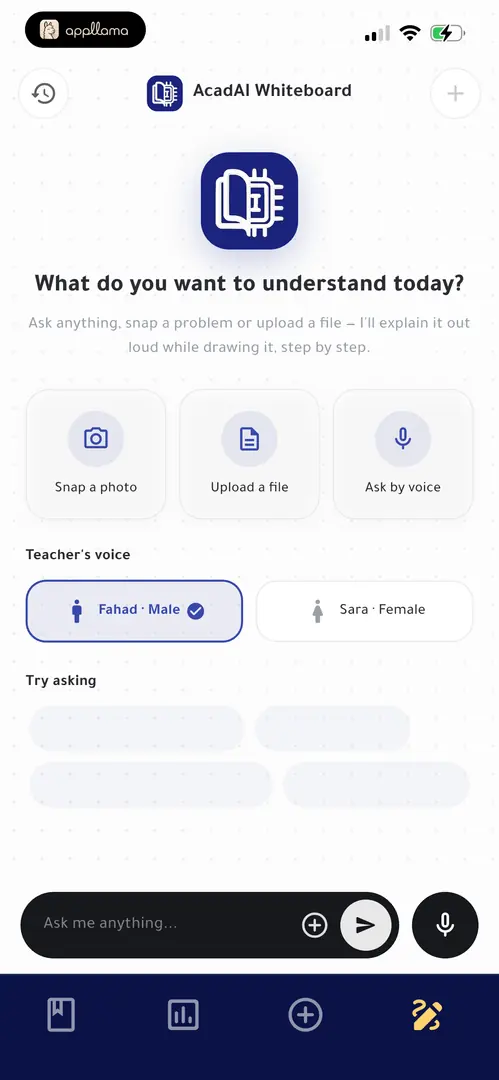 appllama
AcadAI Whiteboard
What do you want to understand today?
Ask anything, snap a problem or upload a file – I'll explain it out
loud while drawing it, step by step.
Snap a photo
Upload a file
Ask by voice
Teacher's voice
Fahad · Male
Sara · Female
Try asking
Ask me anything...